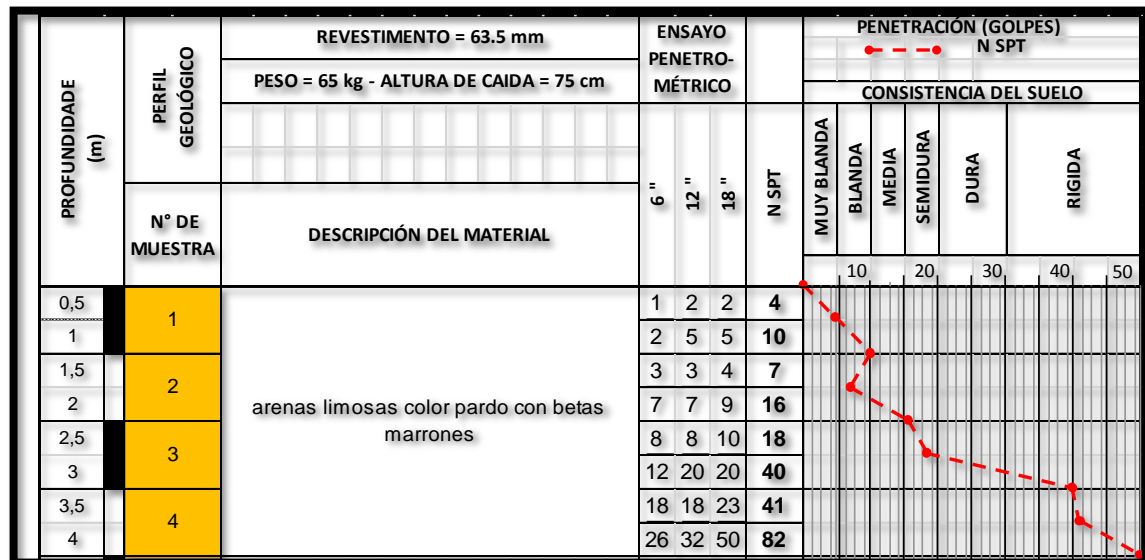 PROFUNDIDADE
(m)
PERFIL
GEOLÓGICO
N° DE
MUESTRA
REVESTIMENTO = 63.5 mm
PESO = 65 kg - ALTURA DE CAIDA = 75 cm
DESCRIPCIÓN DEL MATERIAL
ENSAYO
PENETRO-
MÉTRICO
6 " 12 " 18 " N SPT
PENETRACIÓN (GOLPES)
N SPT
CONSISTENCIA DEL SUELO
MUY BLANDA
BLANDA
MEDIA
SEMIDURA
DURA
RIGIDA
10 20 30 40 50
0,5 1 1 2 2 4
1 2 5 5 10
1,5 2 3 3 4 7
2 7 7 9 16
arenas limosas color pardo con betas
marrones
2,5 3 8 8 10 18
3 12 20 20 40
3,5 4 18 18 23 41
4 26 32 50 82